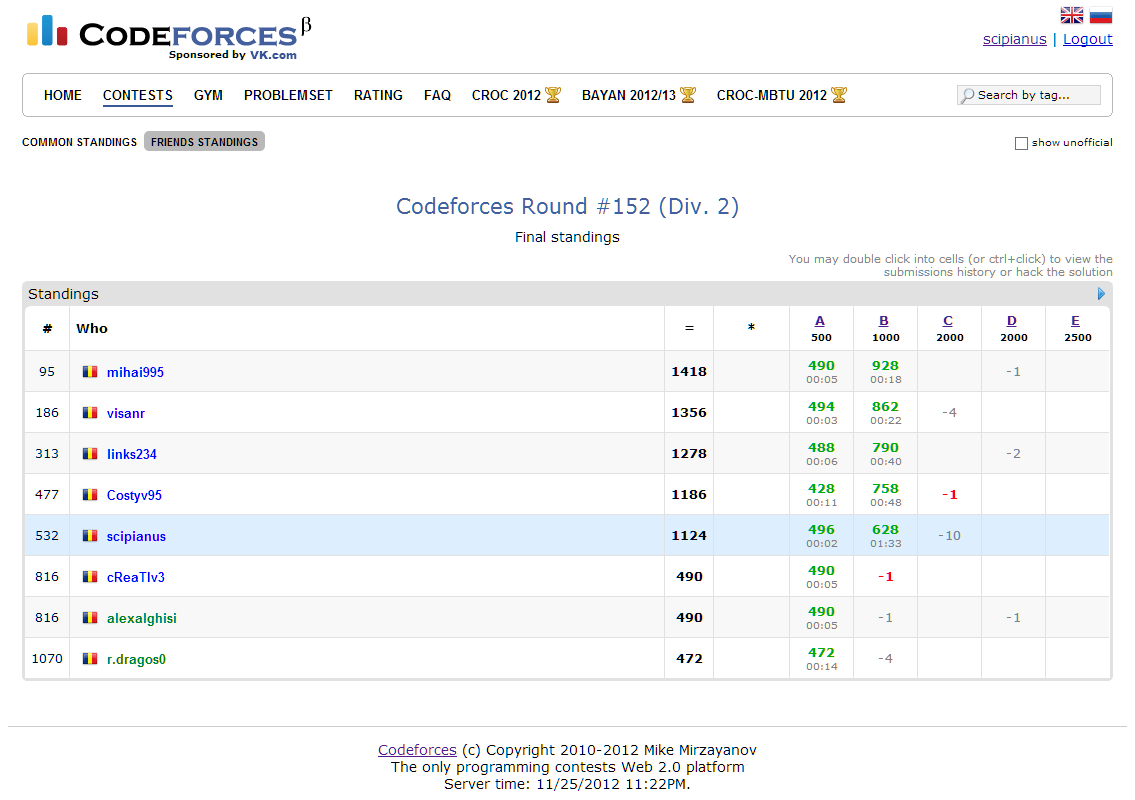 CODEFORCES β
Sponsored by VK.com
scipianus | Logout
HOME CONTESTS GYM PROBLEMSET RATING FAQ CROC 2012 BAYAN 2012/13 CROC-MBTU 2012 Search by tag...
COMMON STANDINGS FRIENDS STANDINGS show unofficial
Codeforces Round #152 (Div. 2)
Final standings
You may double click into cells (or ctrl+click) to view the
submissions history or hack the solution
Standings
# Who = * A B C D E
500 1000 2000 2000 2500
95 mihai995 1418 490 928 -1
00:05 00:18
186 visanr 1356 494 862 -4
00:03 00:22
313 links234 1278 488 790 -2
00:06 00:40
477 Costyv95 1186 428 758 -1
00:11 00:48
532 scipianus 1124 496 628 -10
00:02 01:33
816 cReaTIv3 490 490 -1
00:05
816 alexalghisi 490 490 -1 -1
00:05
1070 r.dragos0 472 472 -4
00:14
Codeforces (c) Copyright 2010-2012 Mike Mirzayanov
The only programming contests Web 2.0 platform
Server time: 11/25/2012 11:22PM.